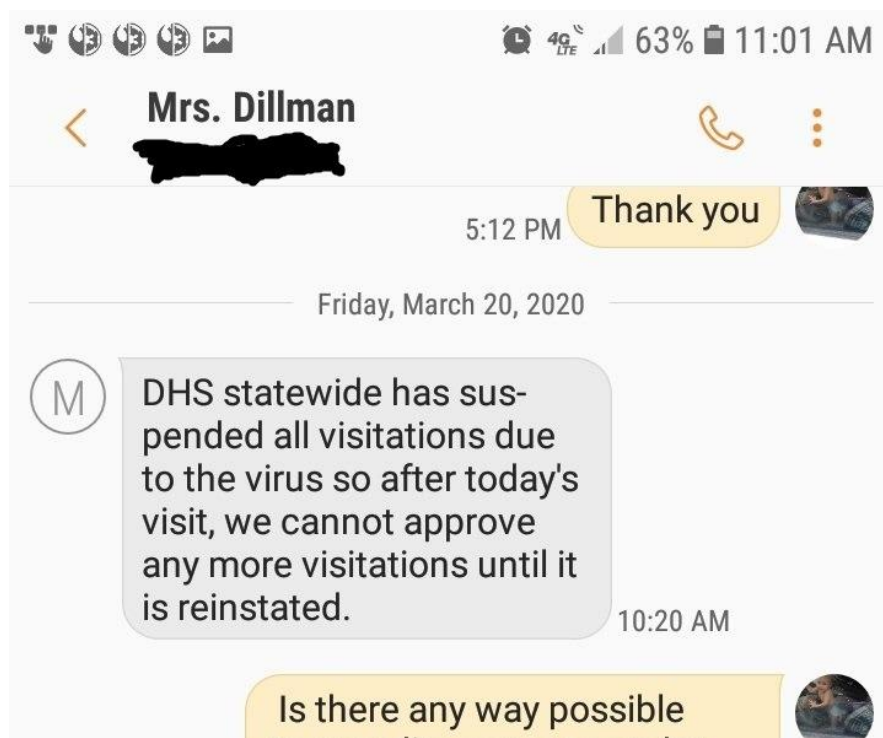 4G LTE 63% 11:01 AM
Mrs. Dillman
Thank you
5:12 PM
Friday, March 20, 2020
M
DHS statewide has sus-
pended all visitations due
to the virus so after today's
visit, we cannot approve
any more visitations until it
is reinstated.
10:20 AM
Is there any way possible